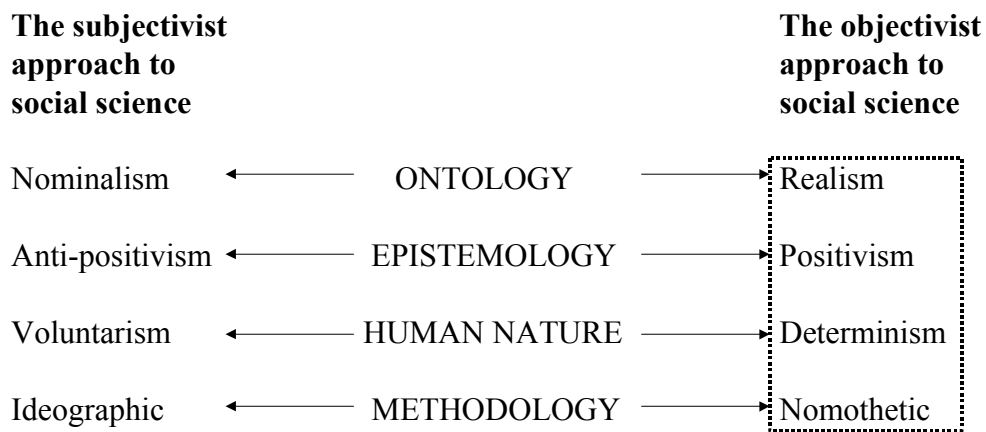 The subjectivist
approach to
social science
The objectivist
approach to
social science
Nominalism ONTOLOGY Realism
Anti-positivism EPISTEMOLOGY Positivism
Voluntarism HUMAN NATURE Determinism
Ideographic METHODOLOGY Nomothetic